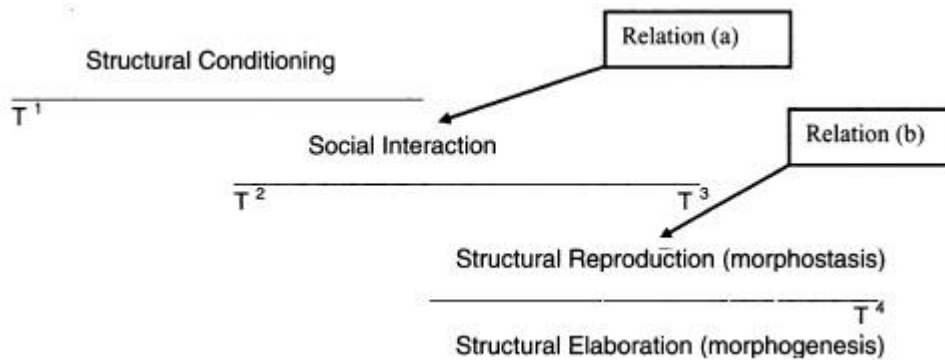 Relation (a)
Structural Conditioning
T 1
Relation (b)
Social Interaction
T 2
T 3
Structural Reproduction (morphostasis)
T 4
Structural Elaboration (morphogenesis)